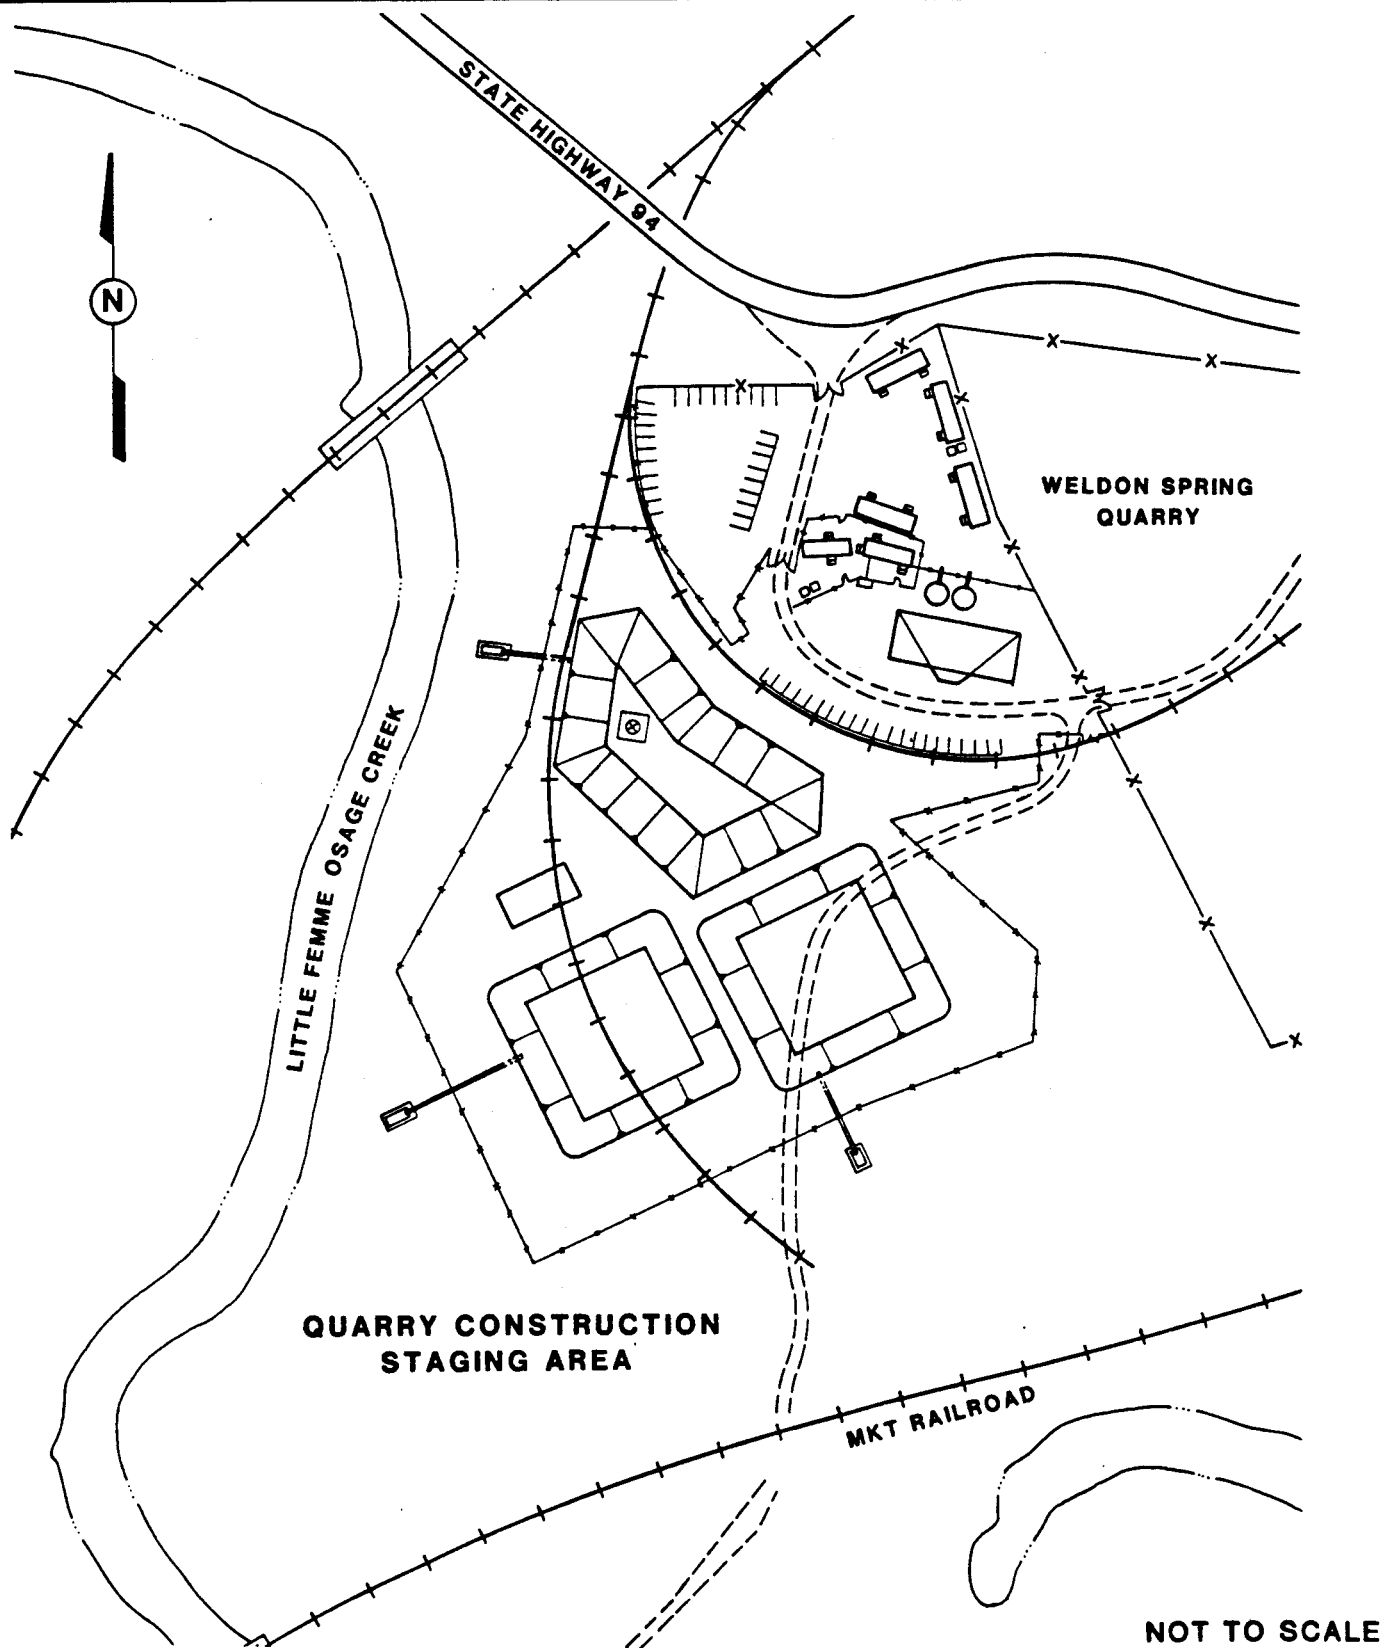 STATE HIGHWAY 94
N
WELDON SPRING
QUARRY
LITTLE FEMME OSAGE CREEK
QUARRY CONSTRUCTION
STAGING AREA
MKT RAILROAD
NOT TO SCALE